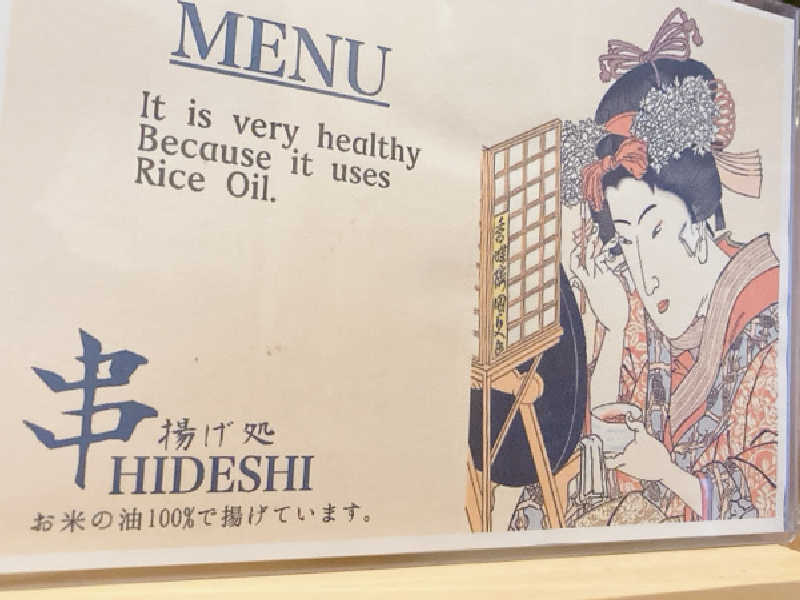 MENU
It is very healthy
Because it uses
Rice Oil.
串揚げ処
HIDESHI
お米の油100%で揚げています。